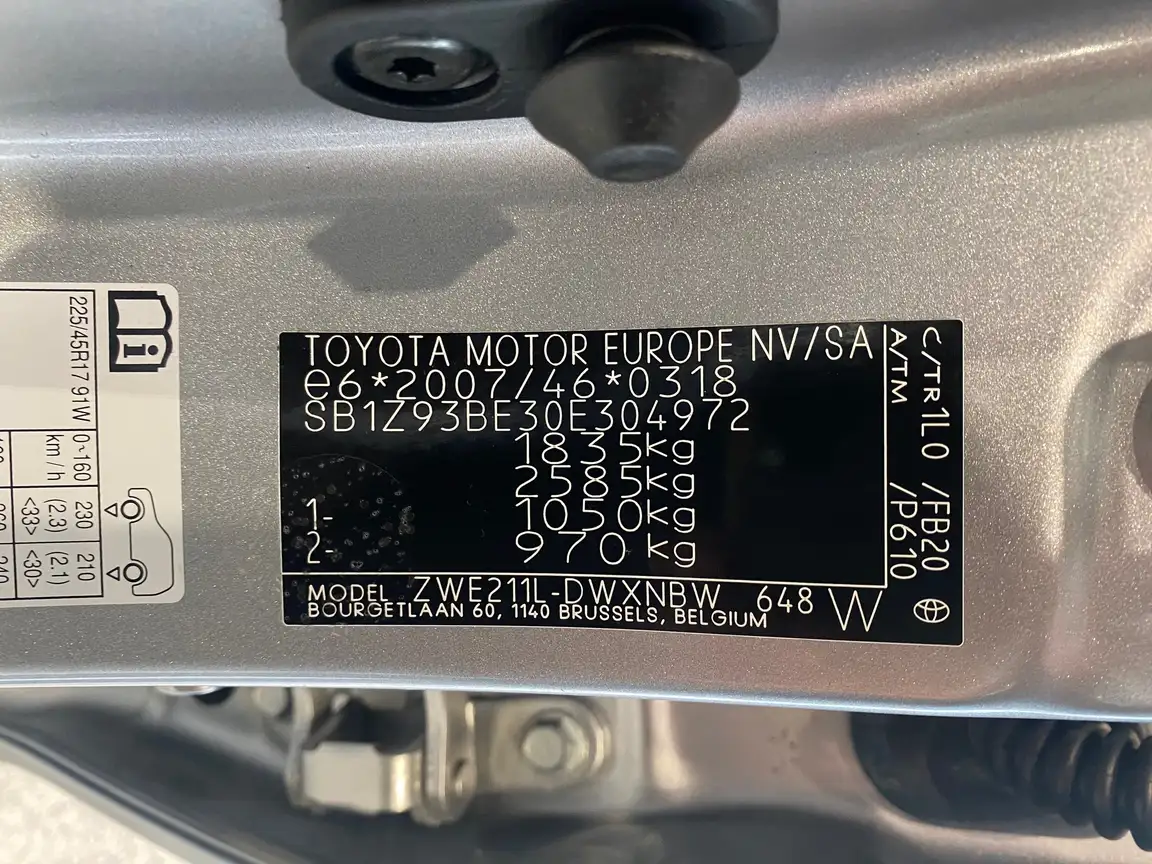 TOYOTA MOTOR EUROPE NV/SA
e6*2007/46*0318
SB1Z93BE30E304972
1835kg
2585kg
1- 1050kg
2- 970 kg
MODEL ZWE211L-DWXNBW 648 W
BOURGETLAAN 60, 1140 BRUSSELS, BELGIUM
C/TR 1L0 /FB20
A/TM /P610
225/45R17 91W
0~160 km/h
230 (2.3) <33>
210 (2.1) <30>